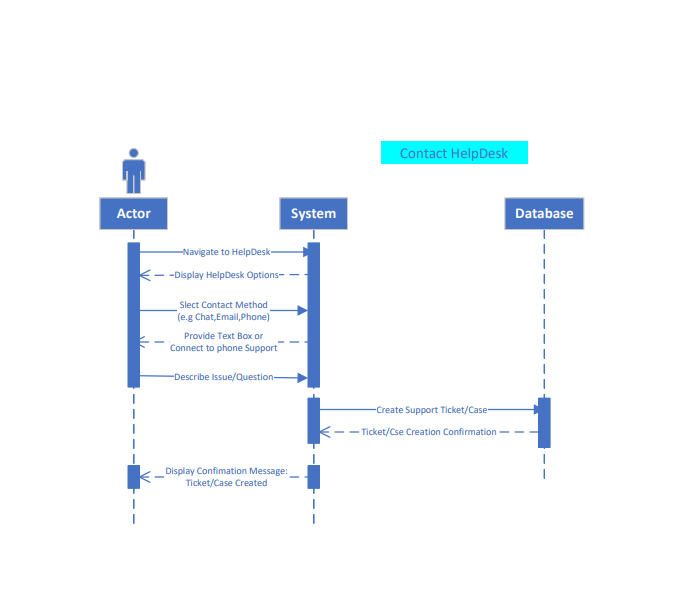 Contact HelpDesk
Actor
System
Database
Navigate to HelpDesk
Display HelpDesk Options
Slect Contact Method
(e.g Chat,Email,Phone)
Provide Text Box or
Connect to phone Support
Describe Issue/Question
Create Support Ticket/Case
Ticket/Cse Creation Confirmation
Display Confimation Message:
Ticket/Case Created